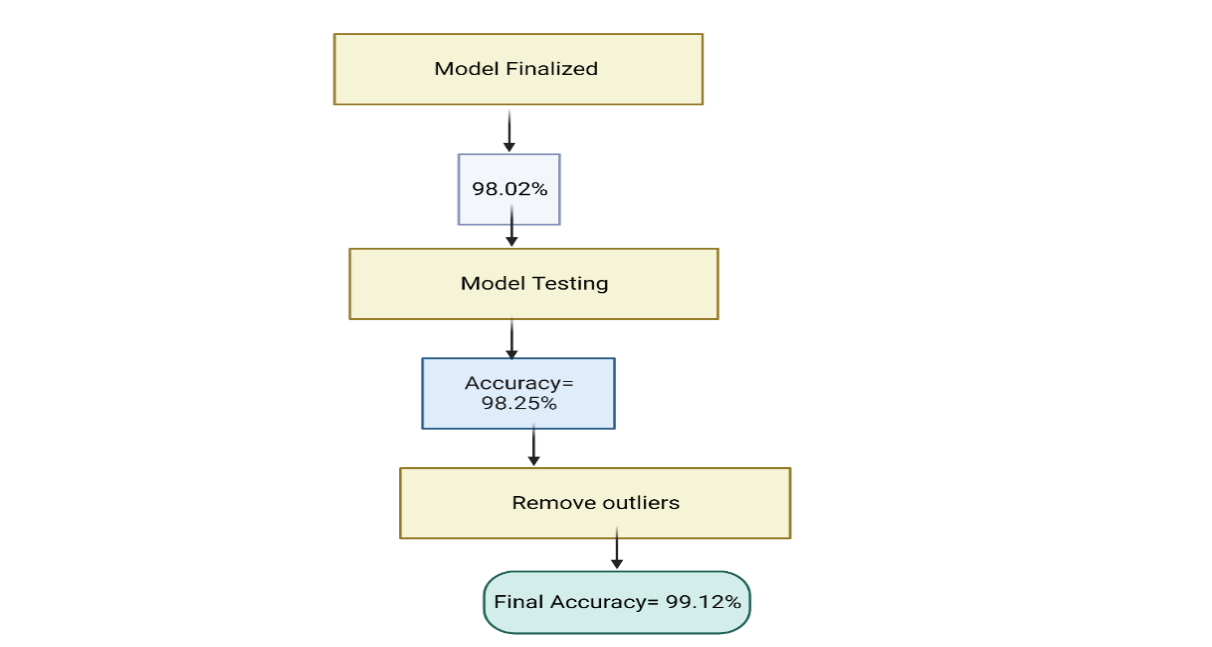 Model Finalized
98.02%
Model Testing
Accuracy=
98.25%
Remove outliers
Final Accuracy= 99.12%